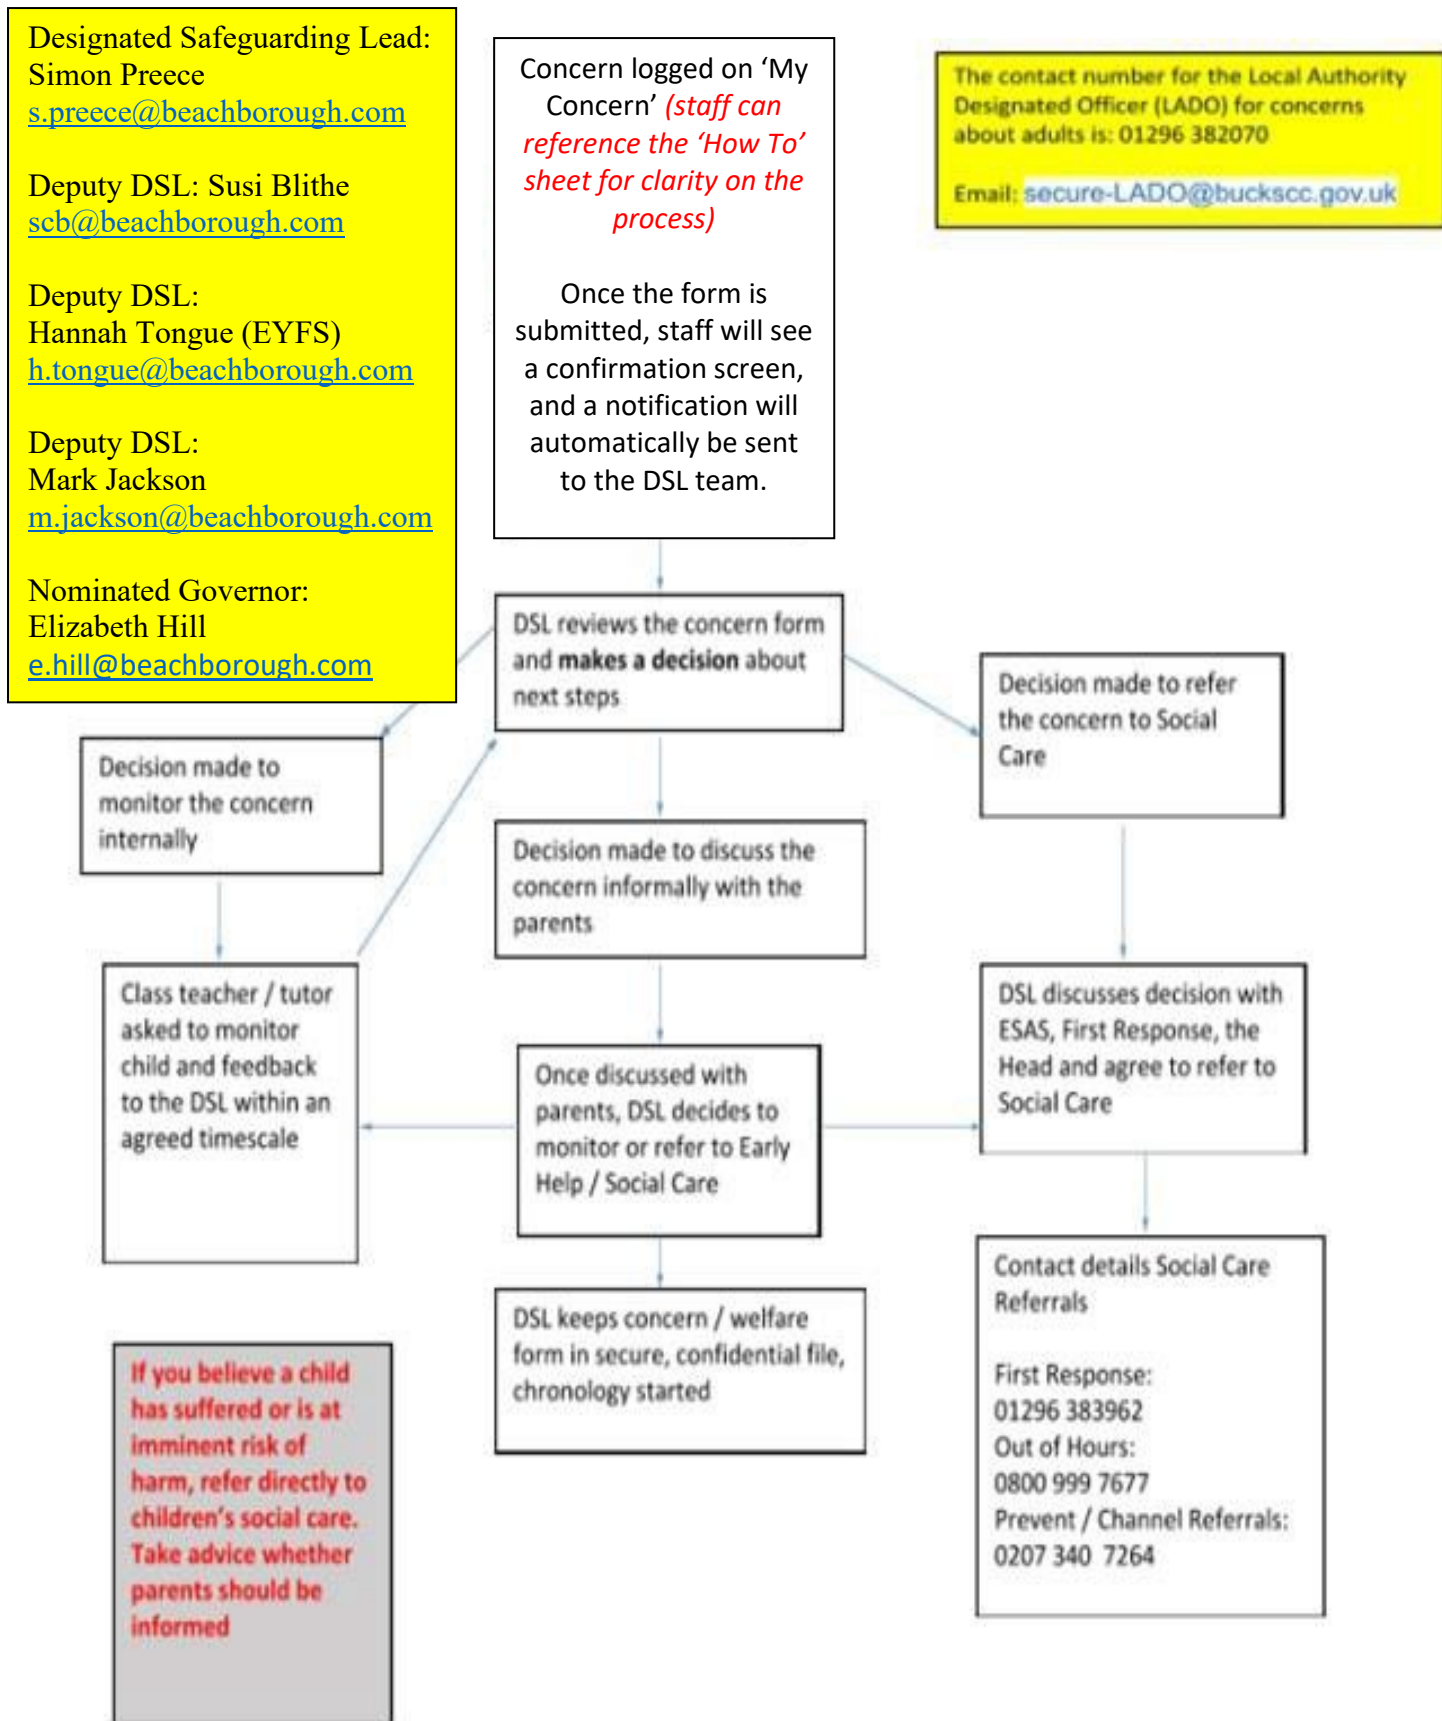 Designated Safeguarding Lead:
Simon Preece
s.preece@beachborough.com
Deputy DSL: Susi Blithe
scb@beachborough.com
Deputy DSL:
Hannah Tongue (EYFS)
h.tongue@beachborough.com
Deputy DSL:
Mark Jackson
m.jackson@beachborough.com
Nominated Governor:
Elizabeth Hill
e.hill@beachborough.com
Concern logged on ‘My
Concern’ (staff can
reference the ‘How To’
sheet for clarity on the
process)
Once the form is
submitted, staff will see
a confirmation screen,
and a notification will
automatically be sent
to the DSL team.
The contact number for the Local Authority
Designated Officer (LADO) for concerns
about adults is: 01296 382070
Email: secure-LADO@buckscc.gov.uk
DSL reviews the concern form
and makes a decision about
next steps
Decision made to refer
the concern to Social
Care
Decision made to
monitor the concern
internally
Decision made to discuss the
concern informally with the
parents
Class teacher / tutor
asked to monitor
child and feedback
to the DSL within an
agreed timescale
Once discussed with
parents, DSL decides to
monitor or refer to Early
Help / Social Care
DSL discusses decision with
ESAS, First Response, the
Head and agree to refer to
Social Care
DSL keeps concern / welfare
form in secure, confidential file,
chronology started
Contact details Social Care
Referrals
First Response:
01296 383962
Out of Hours:
0800 999 7677
Prevent / Channel Referrals:
0207 340 7264
If you believe a child
has suffered or is at
imminent risk of
harm, refer directly to
children's social care.
Take advice whether
parents should be
informed